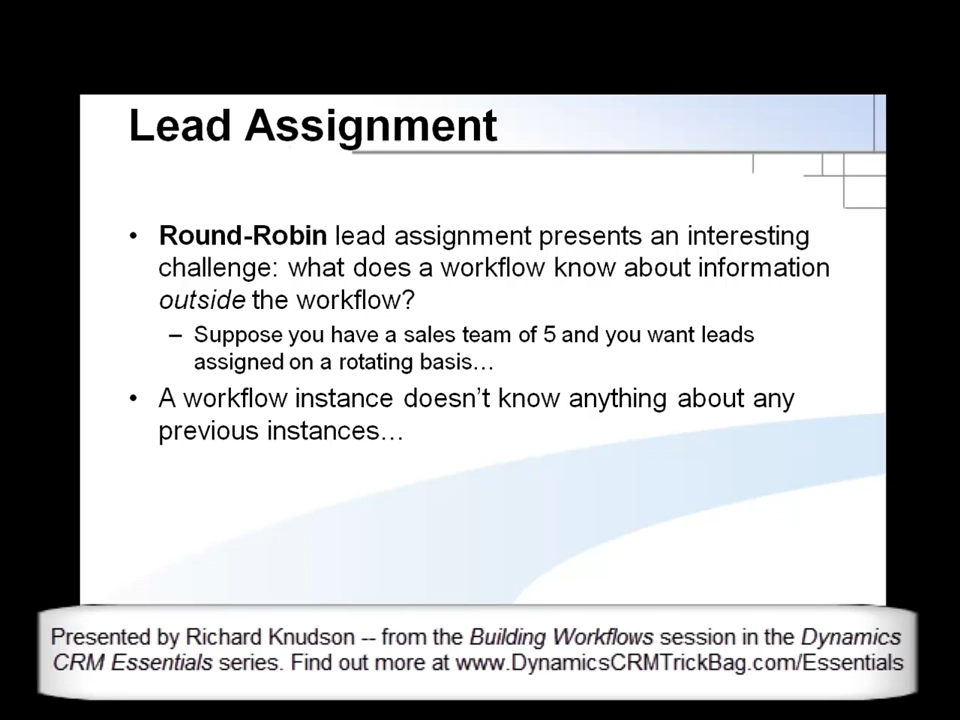 Lead Assignment
• Round-Robin lead assignment presents an interesting
challenge: what does a workflow know about information
outside the workflow?
– Suppose you have a sales team of 5 and you want leads
assigned on a rotating basis…
• A workflow instance doesn’t know anything about any
previous instances…
Presented by Richard Knudson -- from the Building Workflows session in the Dynamics
CRM Essentials series. Find out more at www.DynamicsCRMTrickBag.com/Essentials